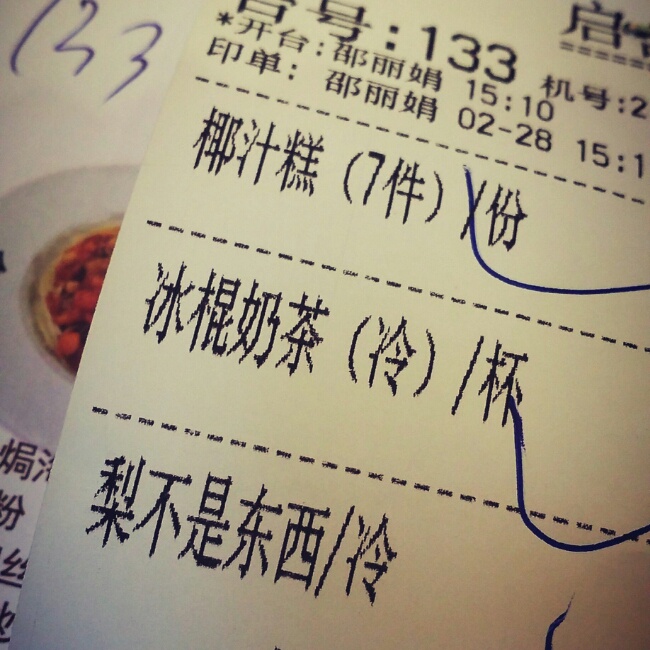 133
台号:133
*开台:邵丽娟 15:10 机号:2
印单: 邵丽娟 02-28 15:1
椰汁糕（7件）/份
冰棍奶茶（冷）/杯
梨不是东西/冷
焗
粉